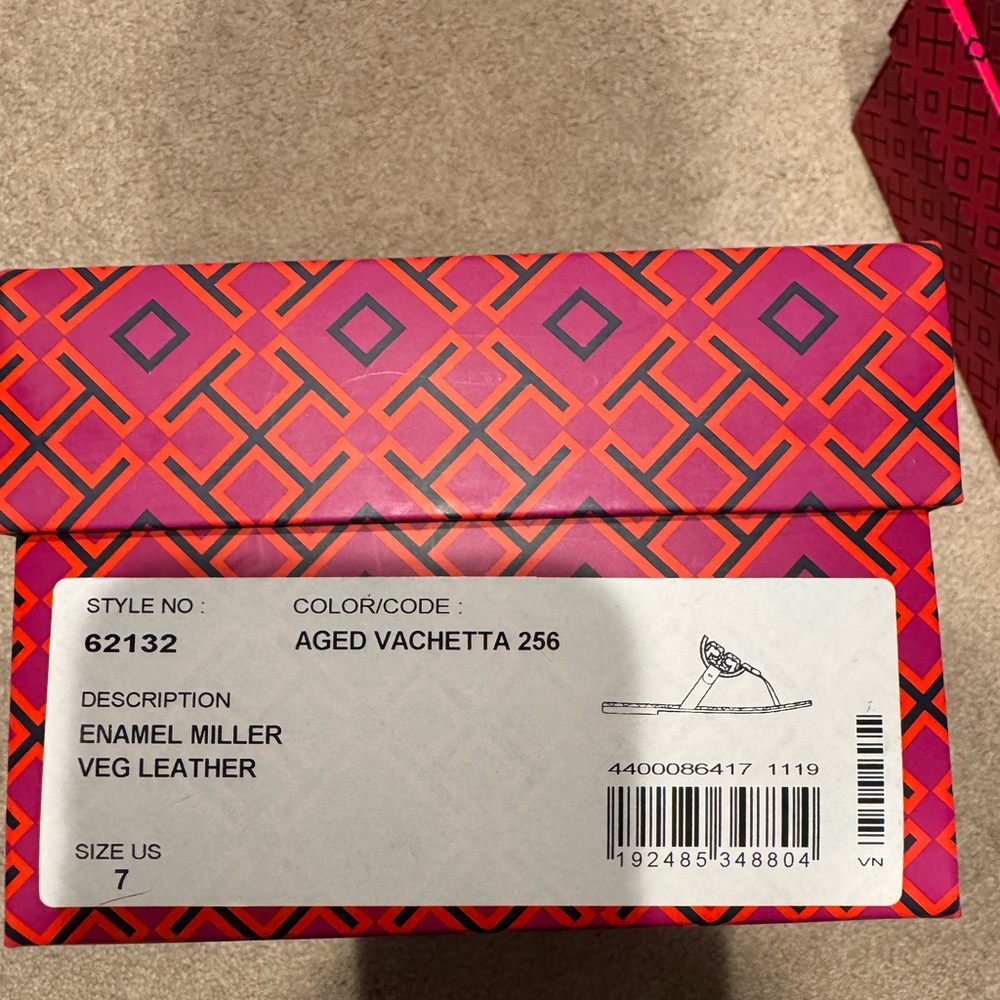 STYLE NO :
62132
COLOR/CODE :
AGED VACHETTA 256
DESCRIPTION
ENAMEL MILLER
VEG LEATHER
SIZE US
7
4400086417 1119
192485 348804
VN